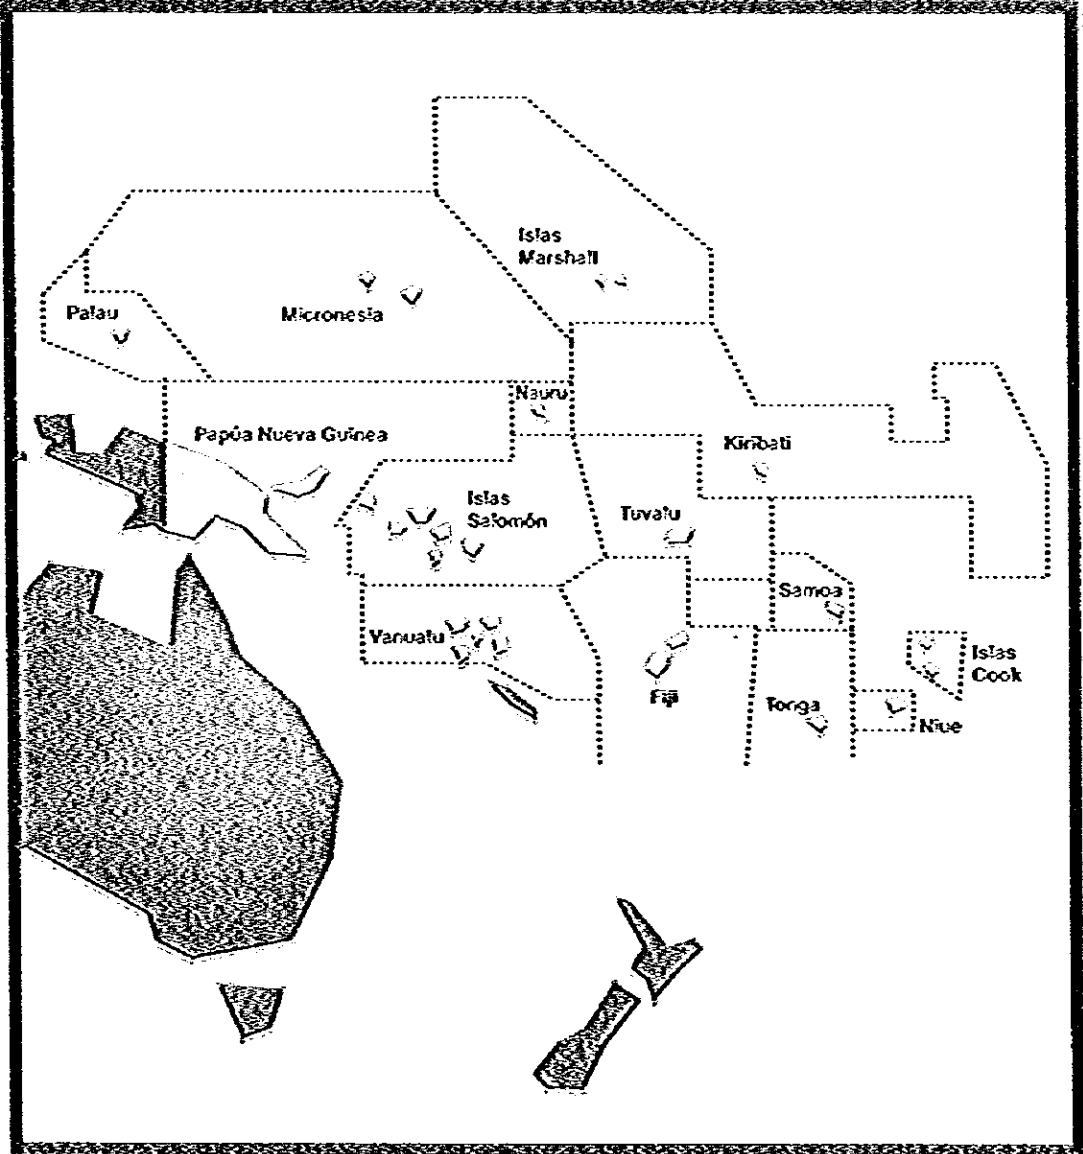 Islas
Marshall
Palau
Micronesia
Nauru
Papúa Nueva Guinea
Kiribati
Islas
Salomón
Tuvalu
Samoa
Vanuatu
Islas
Cook
Fiji
Tonga
Niue